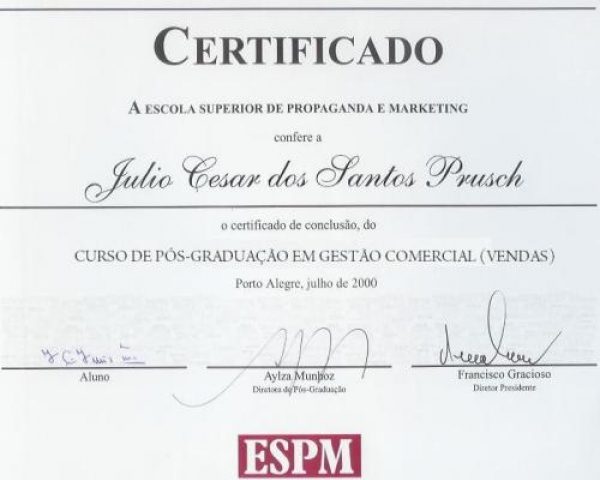 CERTIFICADO
A ESCOLA SUPERIOR DE PROPAGANDA E MARKETING
confere a
Julio Cesar dos Santos Prusch
o certificado de conclusão, do
CURSO DE PÓS-GRADUAÇÃO EM GESTÃO COMERCIAL (VENDAS)
Porto Alegre, julho de 2000
Aluno
Aylza Munhoz
Diretora de Pós-Graduação
Francisco Gracioso
Diretor Presidente
ESPM